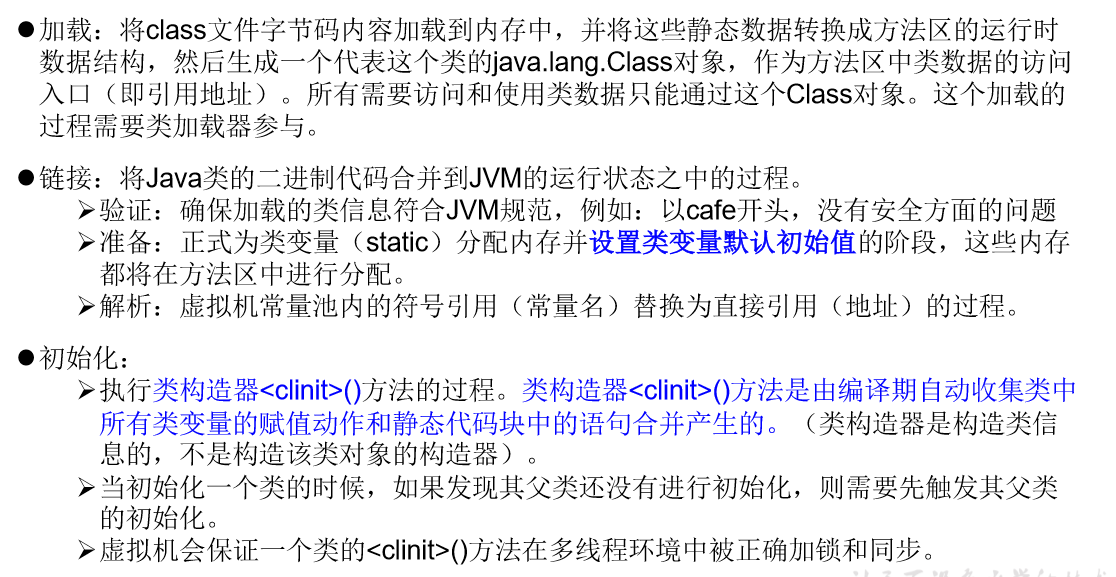 ●加载：将class文件字节码内容加载到内存中，并将这些静态数据转换成方法区的运行时
数据结构，然后生成一个代表这个类的java.lang.Class对象，作为方法区中类数据的访问
入口（即引用地址）。所有需要访问和使用类数据只能通过这个Class对象。这个加载的
过程需要类加载器参与。
●链接：将Java类的二进制代码合并到JVM的运行状态之中的过程。
➢验证：确保加载的类信息符合JVM规范，例如：以cafe开头，没有安全方面的问题
➢准备：正式为类变量（static）分配内存并设置类变量默认初始值的阶段，这些内存
都将在方法区中进行分配。
➢解析：虚拟机常量池内的符号引用（常量名）替换为直接引用（地址）的过程。
●初始化：
➢执行类构造器<clinit>()方法的过程。类构造器<clinit>()方法是由编译期自动收集类中
所有类变量的赋值动作和静态代码块中的语句合并产生的。（类构造器是构造类信
息的，不是构造该类对象的构造器）。
➢当初始化一个类的时候，如果发现其父类还没有进行初始化，则需要先触发其父类
的初始化。
➢虚拟机会保证一个类的<clinit>()方法在多线程环境中被正确加锁和同步。